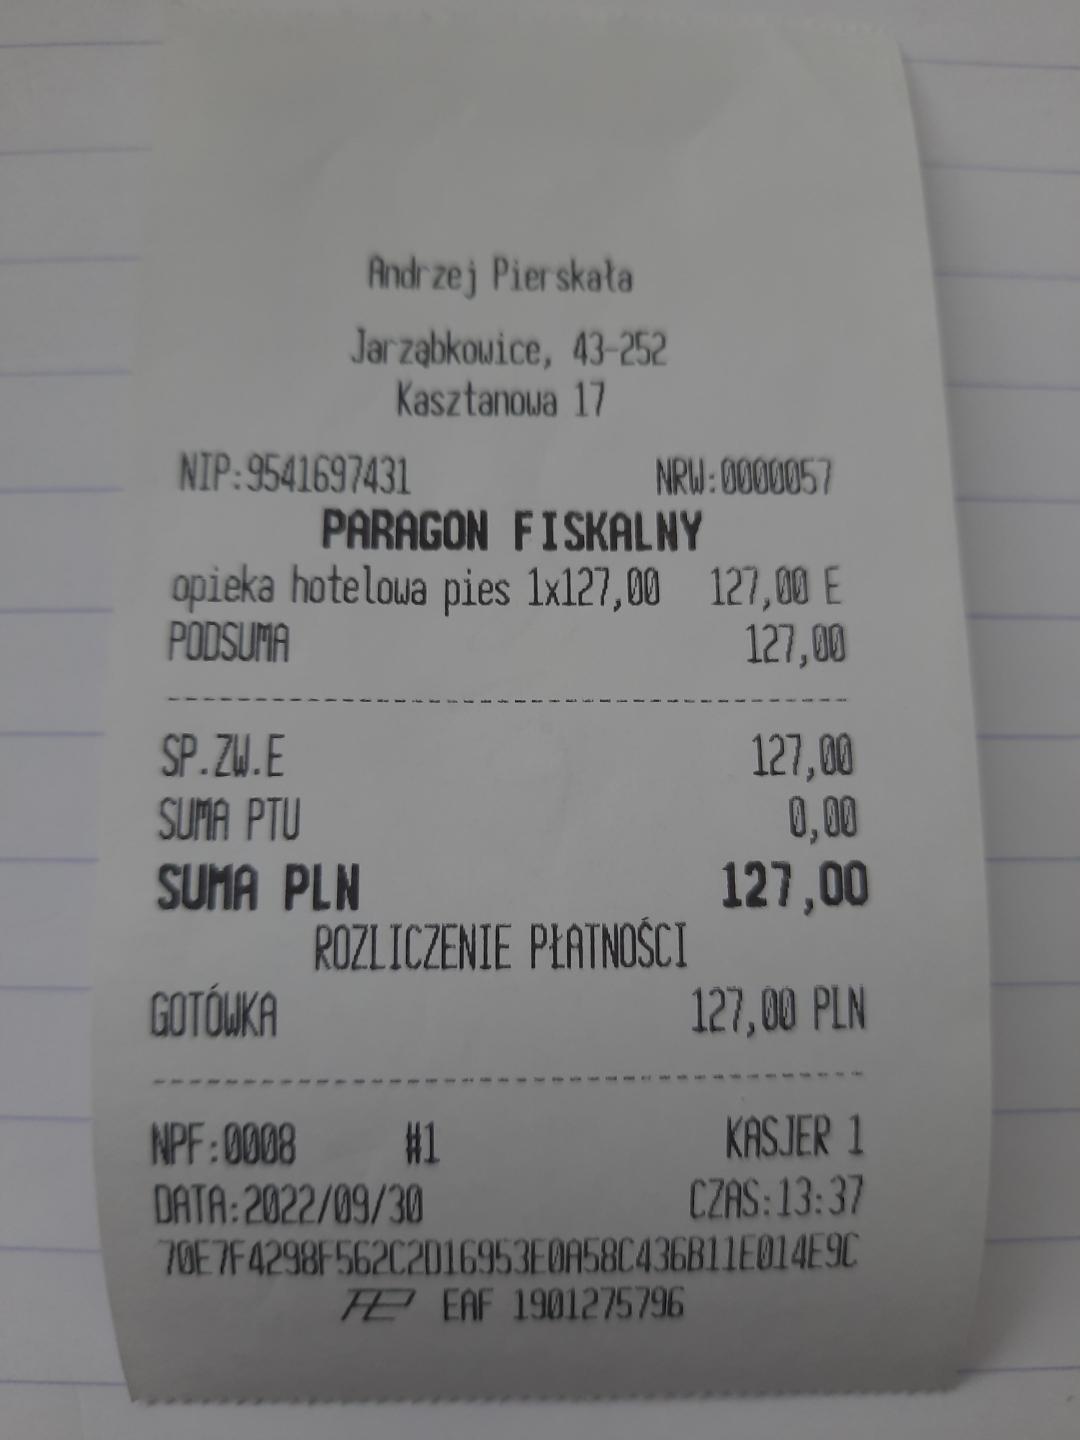 Andrzej Pierskała
Jarząbkowice, 43-252
Kasztanowa 17
NIP:9541697431 NRW:0000057
PARAGON FISKALNY
opieka hotelowa pies 1x127,00 127,00 E
PODSUMA 127,00
SP.ZW.E 127,00
SUMA PTU 0,00
SUMA PLN 127,00
ROZLICZENIE PŁATNOŚCI
GOTÓWKA 127,00 PLN
NPF:0008 #1 KASJER 1
DATA:2022/09/30 CZAS:13:37
70E7F4298F562C2D16953E0A58C436B11E014E9C
EAF 1901275796